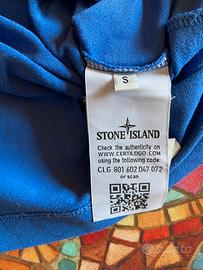 S
STONE ISLAND
Check the authenticity on
WWW.CERTILOGO.COM
using the following code:
CLG 801 602 047 072
or scan
subito